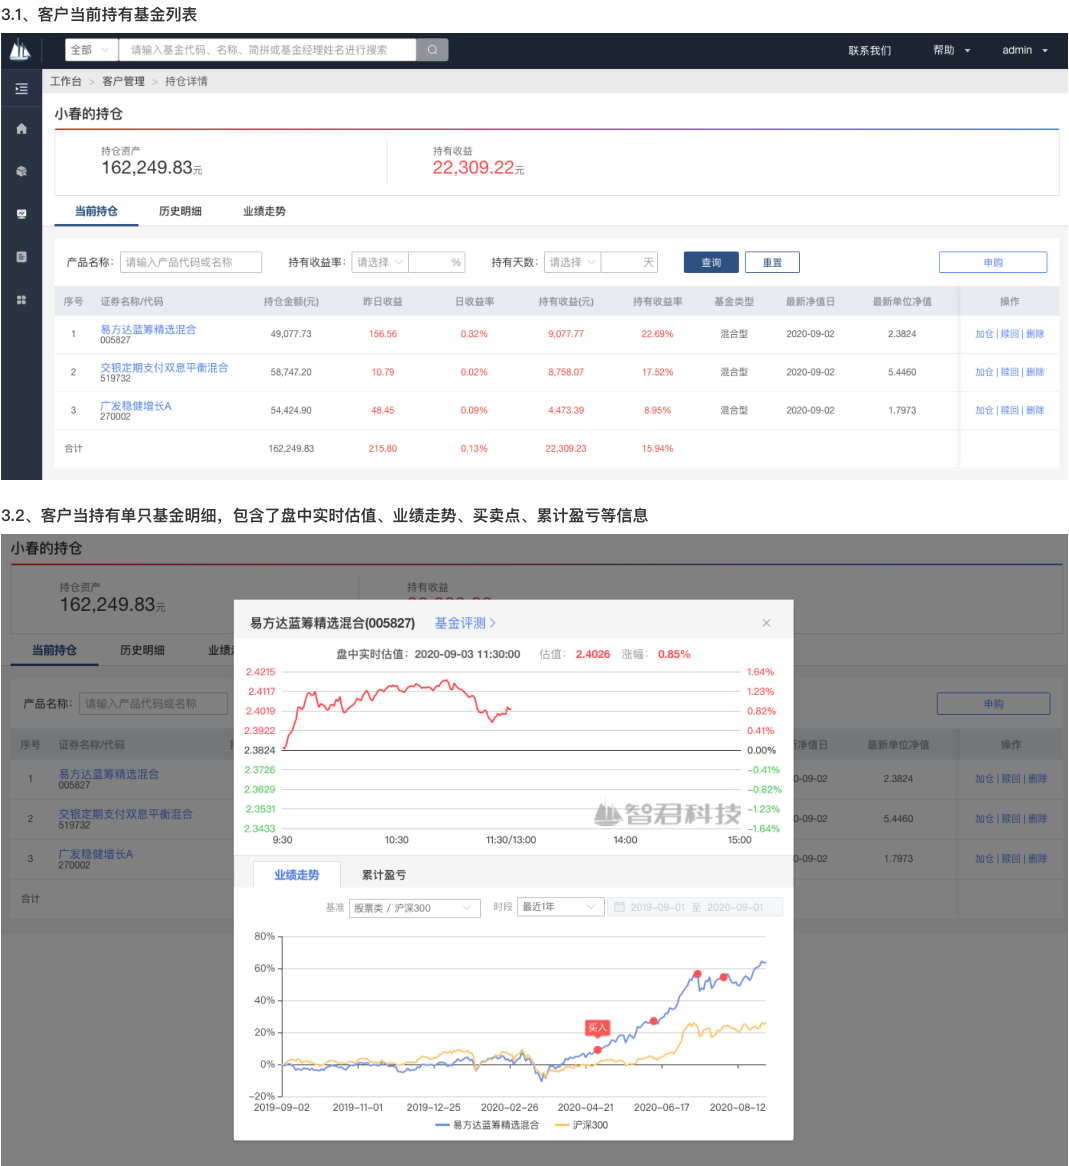 3.1、客户当前持有基金列表
全部 请输入基金代码、名称、简拼或基金经理姓名进行搜索 联系我们 帮助 admin
工作台 > 客户管理 > 持仓详情
小春的持仓
持仓资产 持有收益
162,249.83元 22,309.22元
当前持仓 历史明细 业绩走势
产品名称： 请输入产品代码或名称 持有收益率： 请选择 % 持有天数： 请选择 天 查询 重置 申购
序号 证券名称/代码 持仓金额(元) 昨日收益 日收益率 持有收益(元) 持有收益率 基金类型 最新净值日 最新单位净值 操作
1 易方达蓝筹精选混合 49,077.73 156.56 0.32% 9,077.77 22.69% 混合型 2020-09-02 2.3824 加仓 | 赎回 | 删除
005827
2 交银定期支付双息平衡混合 58,747.20 10.79 0.02% 8,758.07 17.52% 混合型 2020-09-02 5.4460 加仓 | 赎回 | 删除
519732
3 广发稳健增长A 54,424.90 48.45 0.09% 4,473.39 8.95% 混合型 2020-09-02 1.7973 加仓 | 赎回 | 删除
270002
合计 162,249.83 215.80 0.13% 22,309.23 15.94%
3.2、客户当持有单只基金明细，包含了盘中实时估值、业绩走势、买卖点、累计盈亏等信息
小春的持仓
持仓资产 持有收益
162,249.83元
当前持仓 历史明细 业绩
产品名称： 请输入产品代码或名称 申购
序号 证券名称/代码 净值日 最新单位净值 操作
1 易方达蓝筹精选混合 0-09-02 2.3824 加仓 | 赎回 | 删除
005827
2 交银定期支付双息平衡混合 0-09-02 5.4460 加仓 | 赎回 | 删除
519732
3 广发稳健增长A 0-09-02 1.7973 加仓 | 赎回 | 删除
270002
合计
易方达蓝筹精选混合(005827) 基金评测 > ×
盘中实时估值：2020-09-03 11:30:00 估值： 2.4026 涨幅： 0.85%
2.4215 1.64%
2.4117 1.23%
2.4019 0.82%
2.3922 0.41%
2.3824 0.00%
2.3726 -0.41%
2.3629 -0.82%
2.3531 -1.23%
2.3433 -1.64%
智君科技
9:30 10:30 11:30/13:00 14:00 15:00
业绩走势 累计盈亏
基准 股票类 / 沪深300 时段 最近1年 2019-09-01 至 2020-09-01
80%
60%
40%
20%
0%
-20%
买入
2019-09-02 2019-11-01 2019-12-25 2020-02-26 2020-04-21 2020-06-17 2020-08-12
易方达蓝筹精选混合 沪深300